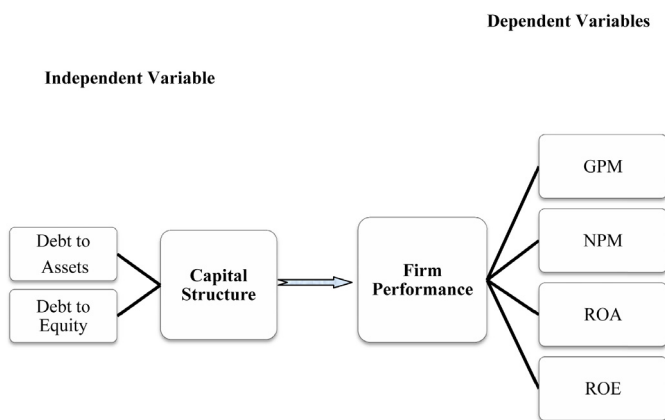 Dependent Variables
Independent Variable
GPM
NPM
ROA
ROE
Debt to
Assets
Debt to
Equity
Capital
Structure
Firm
Performance